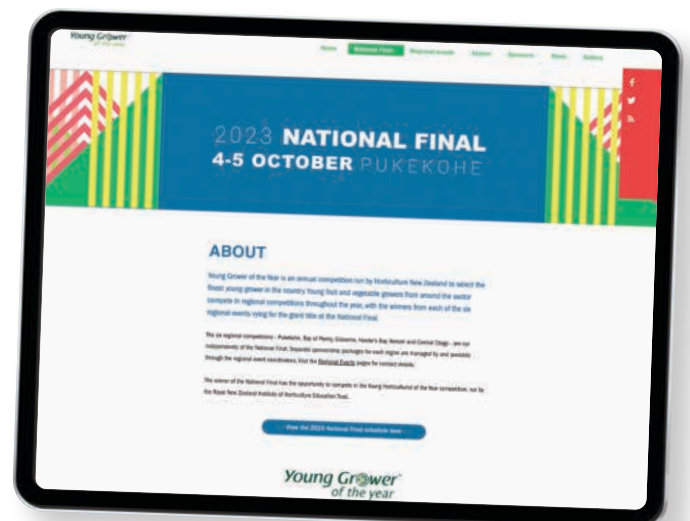 Young Grower
of the year
Home National Final Regional events Sponsors News Gallery
2023 NATIONAL FINAL
4-5 OCTOBER PUKEKOHE
ABOUT
Young Grower of the Year is an annual competition run by Horticulture New Zealand to select the
finest young grower in the country. Young fruit and vegetable growers from around the sector
compete in regional competitions throughout the year, with the winners from each of the six
regional events vying for the grant title at the National Final.
The six regional competitions - Pukekohe, Bay of Plenty, Gisborne, Hawke's Bay, Nelson and Central Otago - are run
independently of the National Final. Separate sponsorship packages for each region are managed by and available
through the regional event coordinators. Visit the Regional Events pages for contact details.
The winner of the National Final has the opportunity to compete in the Young Horticulturist of the Year competition, run by
the Royal New Zealand Institute of Horticulture Education Trust.
View the 2023 National Final schedule here
Young Grower
of the year